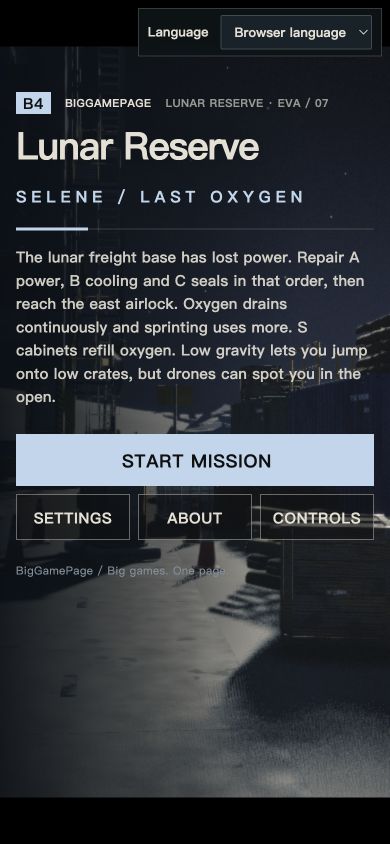 Language
Browser language
B4 BIGGAMEPAGE LUNAR RESERVE · EVA / 07
Lunar Reserve
SELENE / LAST OXYGEN
The lunar freight base has lost power. Repair A
power, B cooling and C seals in that order, then
reach the east airlock. Oxygen drains
continuously and sprinting uses more. S
cabinets refill oxygen. Low gravity lets you jump
onto low crates, but drones can spot you in the
open.
START MISSION
SETTINGS
ABOUT
CONTROLS
BigGamePage / Big games. One page.